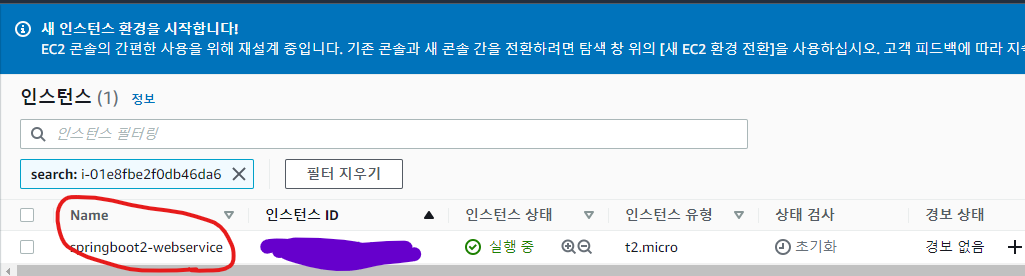 새 인스턴스 환경을 시작합니다!
EC2 콘솔의 간편한 사용을 위해 재설계 중입니다. 기존 콘솔과 새 콘솔 간을 전환하려면 탐색 창 위의 [새 EC2 환경 전환]을 사용하십시오. 고객 피드백에 따라 지속
인스턴스 (1) 정보
인스턴스 필터링
search: i-01e8fbe2f0db46da6 필터 지우기
Name 인스턴스 ID 인스턴스 상태 인스턴스 유형 상태 검사 경보 상태
springboot2-webservice 실행 중 t2.micro 초기화 경보 없음